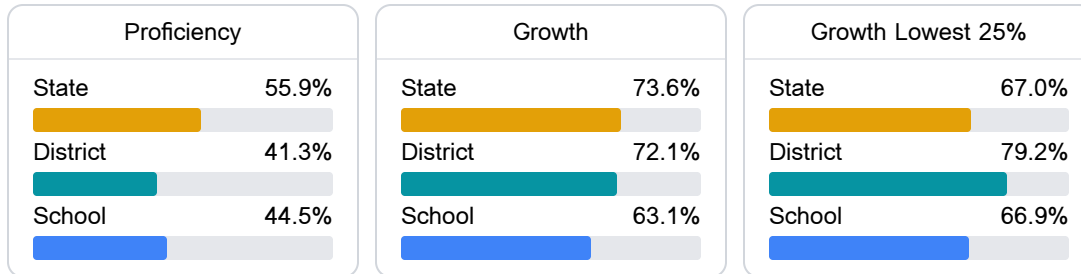 Proficiency
State 55.9%
District 41.3%
School 44.5%
Growth
State 73.6%
District 72.1%
School 63.1%
Growth Lowest 25%
State 67.0%
District 79.2%
School 66.9%